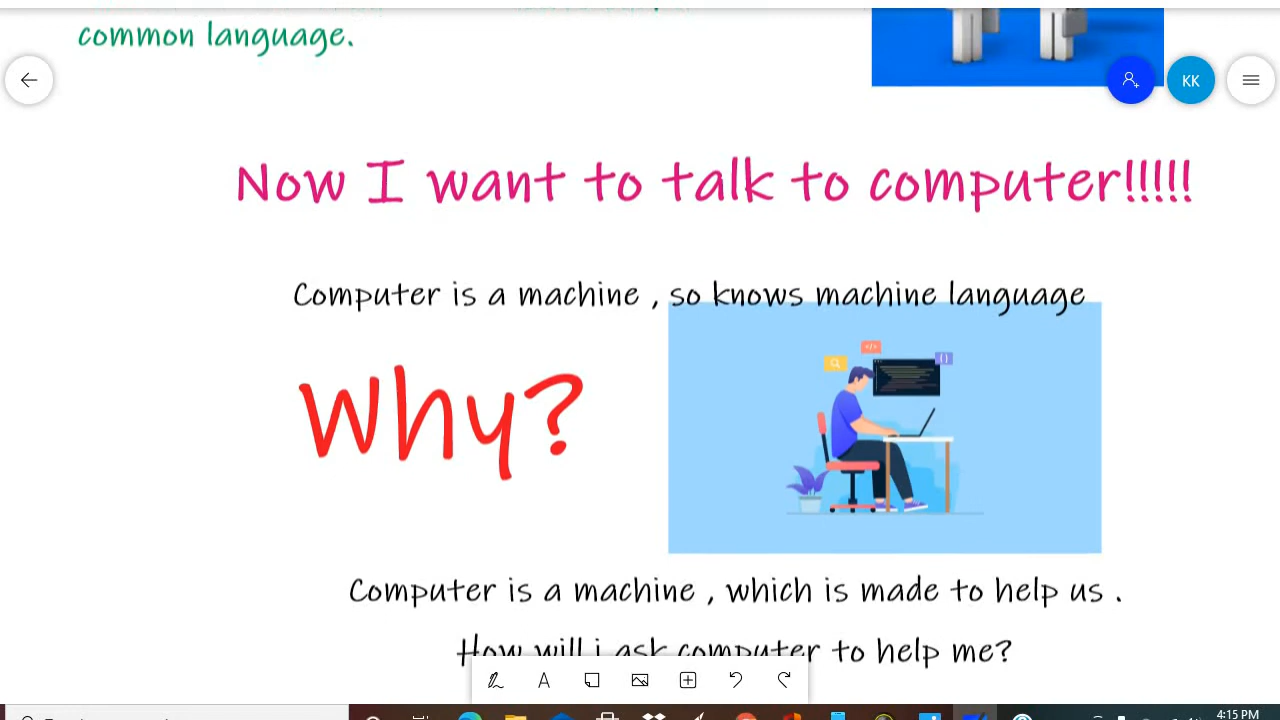 common language.
KK
Now I want to talk to computer!!!!!
Computer is a machine , so knows machine language
Why?
Computer is a machine , which is made to help us .
How will i ask computer to help me?
4:15 PM